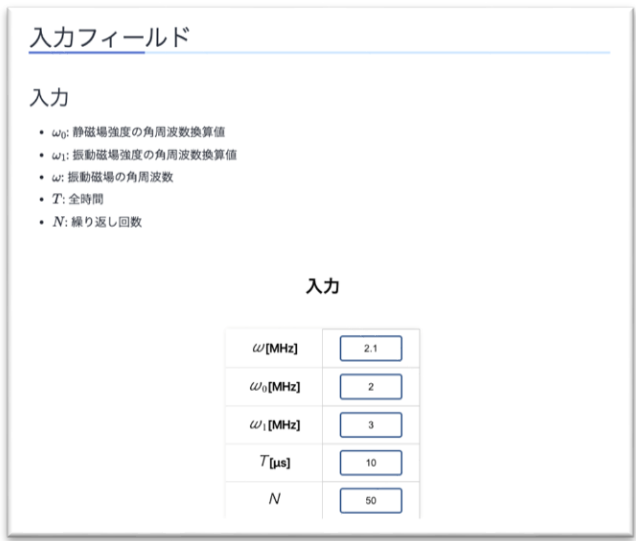 入力フィールド
入力
• ω₀: 静磁場強度の角周波数換算値
• ω₁: 振動磁場強度の角周波数換算値
• ω: 振動磁場の角周波数
• T: 全時間
• N: 繰り返し回数
入力
ω[MHz] 2.1
ω₀[MHz] 2
ω₁[MHz] 3
T[μs] 10
N 50